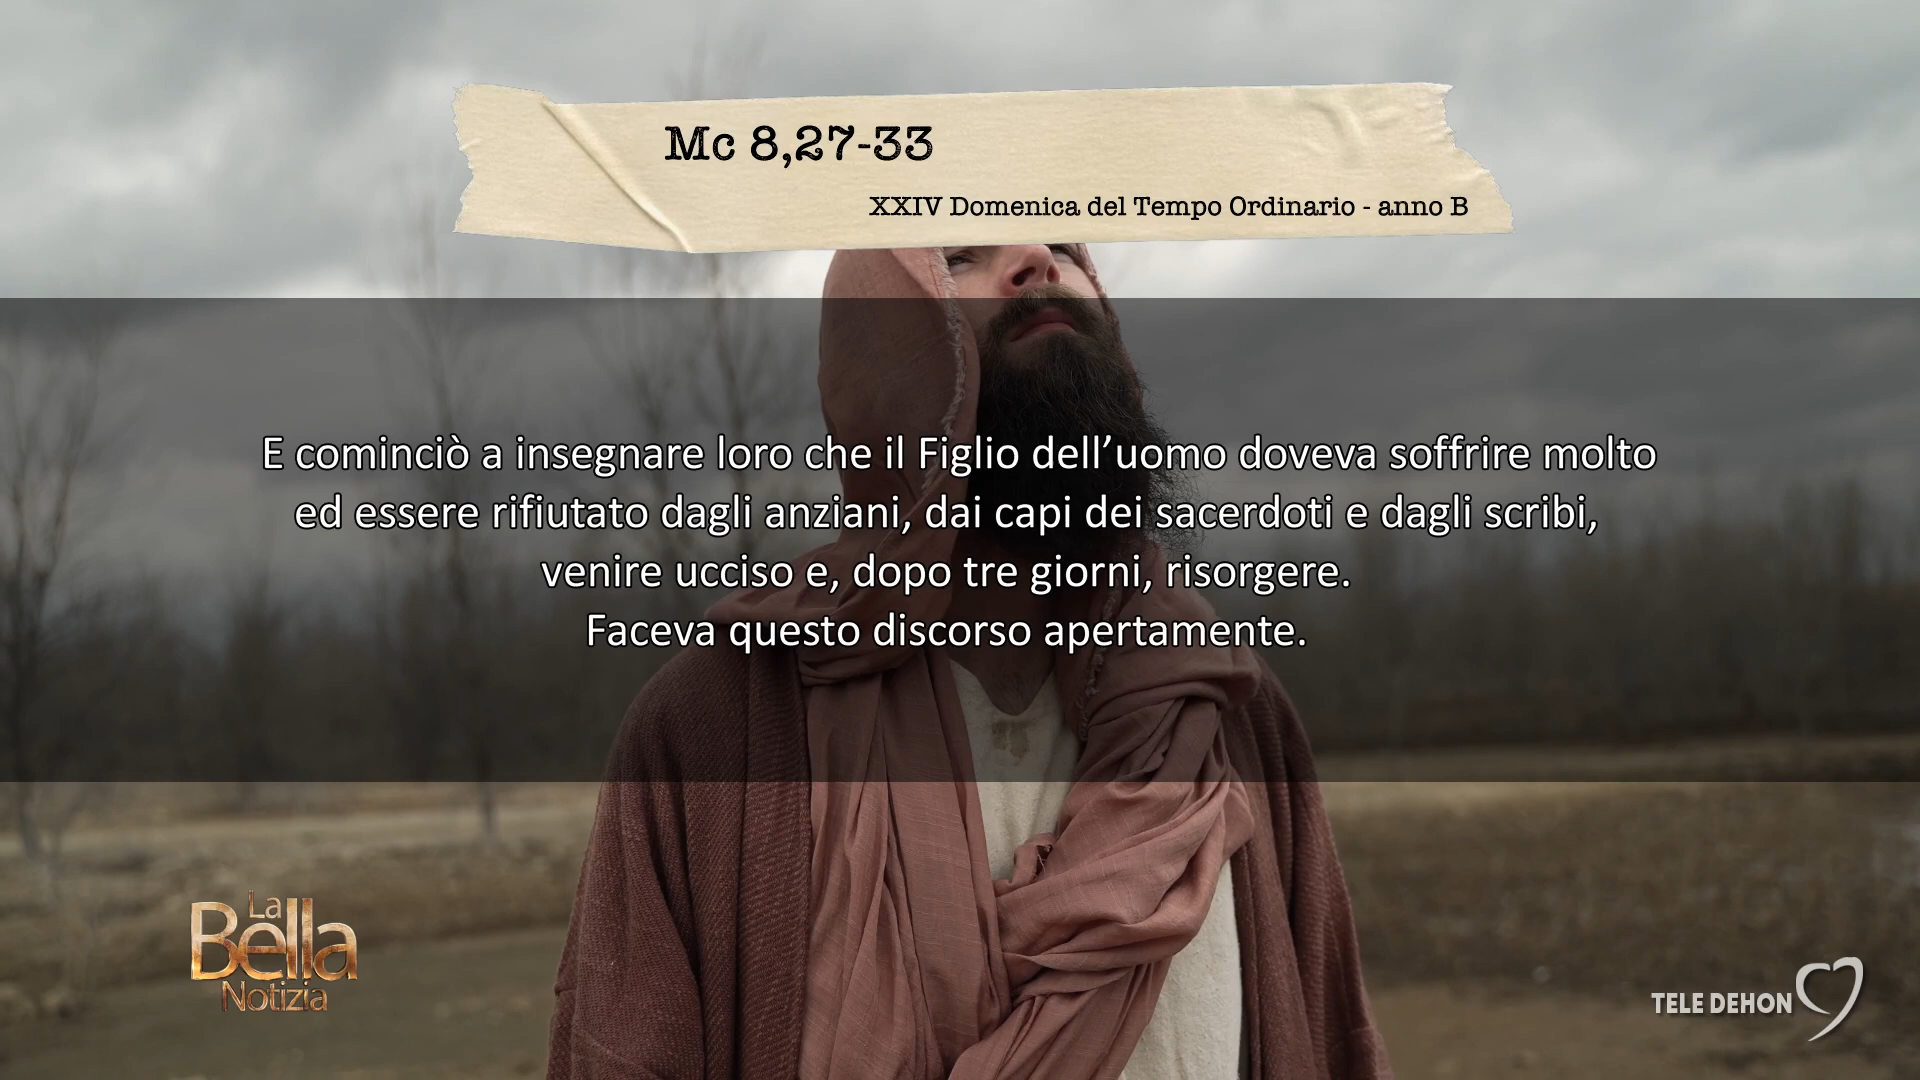 Mc 8,27-33
XXIV Domenica del Tempo Ordinario - anno B
E cominciò a insegnare loro che il Figlio dell’uomo doveva soffrire molto
ed essere rifiutato dagli anziani, dai capi dei sacerdoti e dagli scribi,
venire ucciso e, dopo tre giorni, risorgere.
Faceva questo discorso apertamente.
La
Bella
Notizia
TELE DEHON